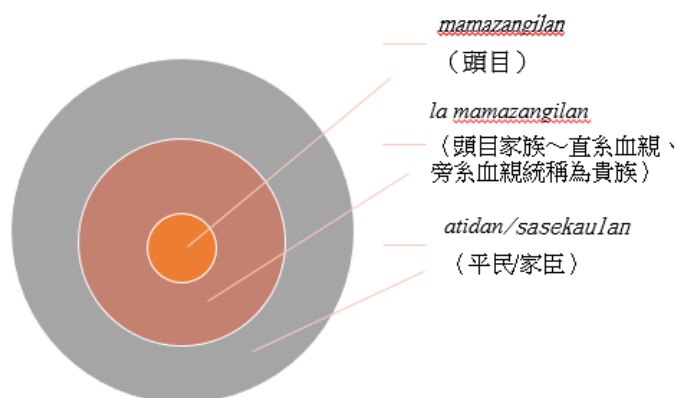 mamazangilan
（頭目）
la mamazangilan
（頭目家族～直系血親、
旁系血親統稱為貴族）
atidan/sasekaulan
（平民/家臣）